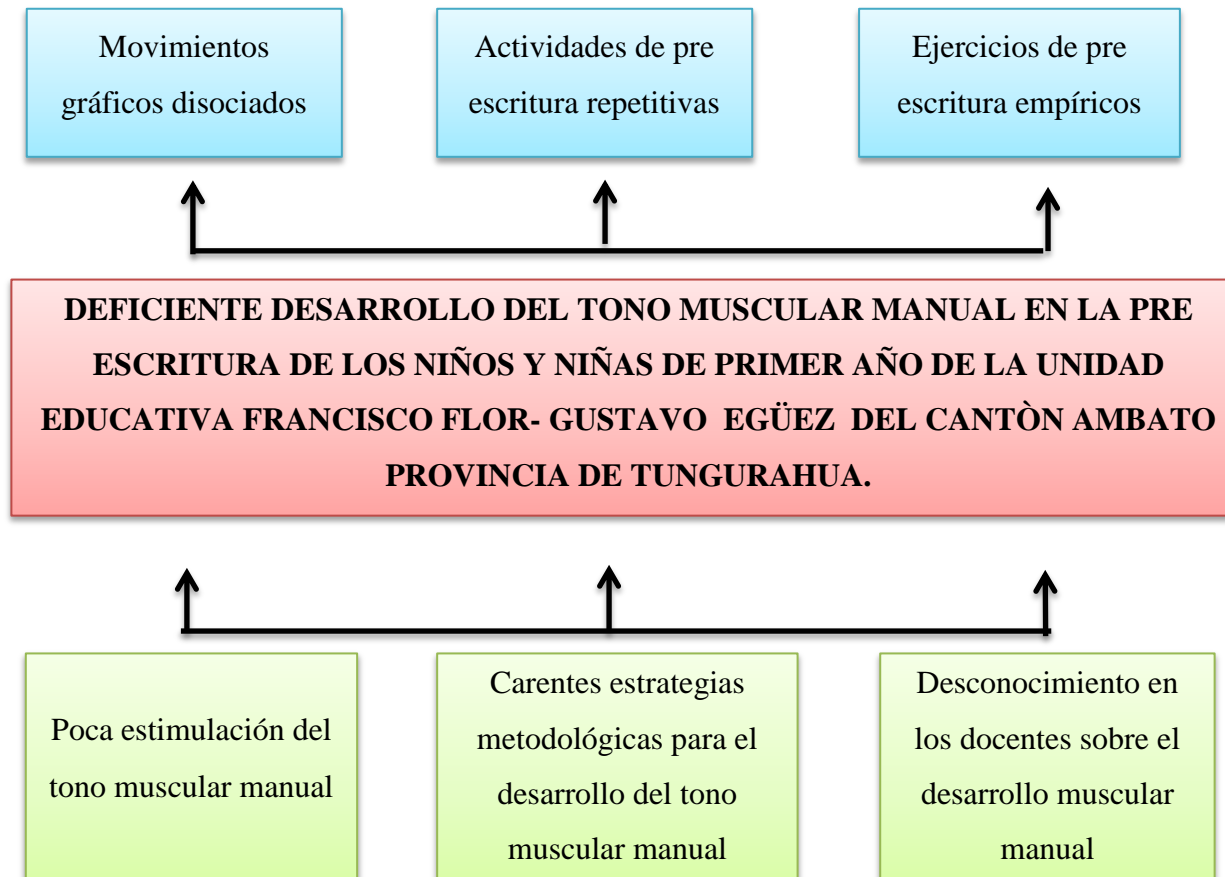 Movimientos
gráficos disociados
Actividades de pre
escritura repetitivas
Ejercicios de pre
escritura empíricos
DEFICIENTE DESARROLLO DEL TONO MUSCULAR MANUAL EN LA PRE
ESCRITURA DE LOS NIÑOS Y NIÑAS DE PRIMER AÑO DE LA UNIDAD
EDUCATIVA FRANCISCO FLOR- GUSTAVO EGÜEZ DEL CANTÒN AMBATO
PROVINCIA DE TUNGURAHUA.
Poca estimulación del
tono muscular manual
Carentes estrategias
metodológicas para el
desarrollo del tono
muscular manual
Desconocimiento en
los docentes sobre el
desarrollo muscular
manual